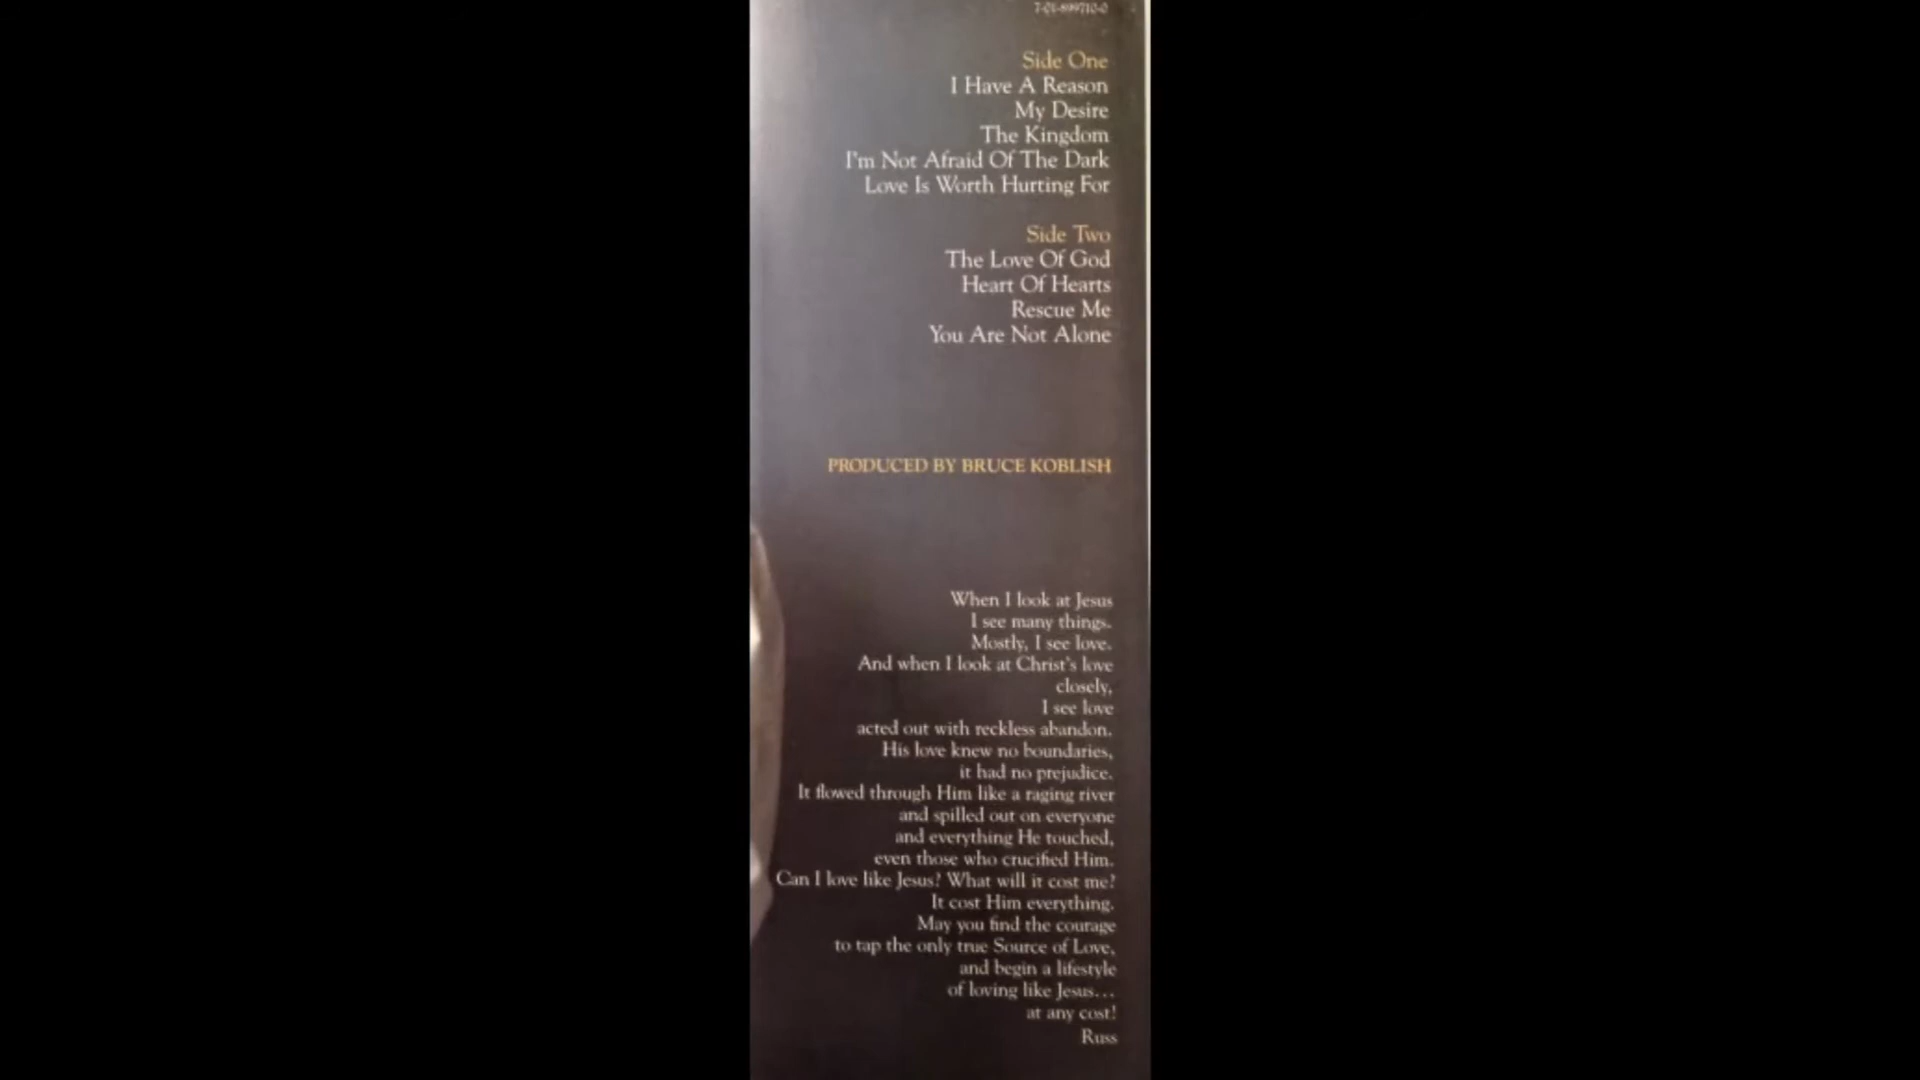 7-01-899710-0
Side One
I Have A Reason
My Desire
The Kingdom
I'm Not Afraid Of The Dark
Love Is Worth Hurting For
Side Two
The Love Of God
Heart Of Hearts
Rescue Me
You Are Not Alone
PRODUCED BY BRUCE KOBLISH
When I look at Jesus
I see many things.
Mostly, I see love.
And when I look at Christ's love
closely,
I see love
acted out with reckless abandon.
His love knew no boundaries,
it had no prejudice.
It flowed through Him like a raging river
and spilled out on everyone
and everything He touched,
even those who crucified Him.
Can I love like Jesus? What will it cost me?
It cost Him everything.
May you find the courage
to tap the only true Source of Love,
and begin a lifestyle
of loving like Jesus...
at any cost!
Russ